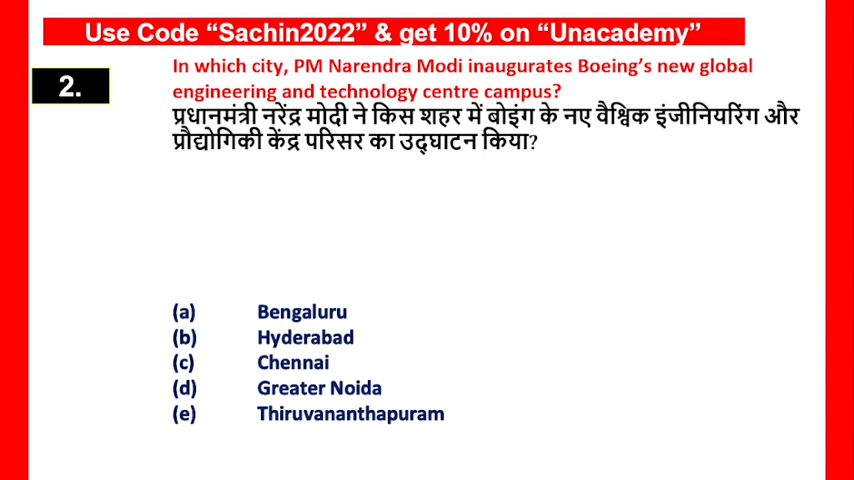 Use Code “Sachin2022” & get 10% on “Unacademy”
2.
In which city, PM Narendra Modi inaugurates Boeing’s new global
engineering and technology centre campus?
प्रधानमंत्री नरेंद्र मोदी ने किस शहर में बोइंग के नए वैश्विक इंजीनियरिंग और
प्रौद्योगिकी केंद्र परिसर का उद्घाटन किया?
(a) Bengaluru
(b) Hyderabad
(c) Chennai
(d) Greater Noida
(e) Thiruvananthapuram